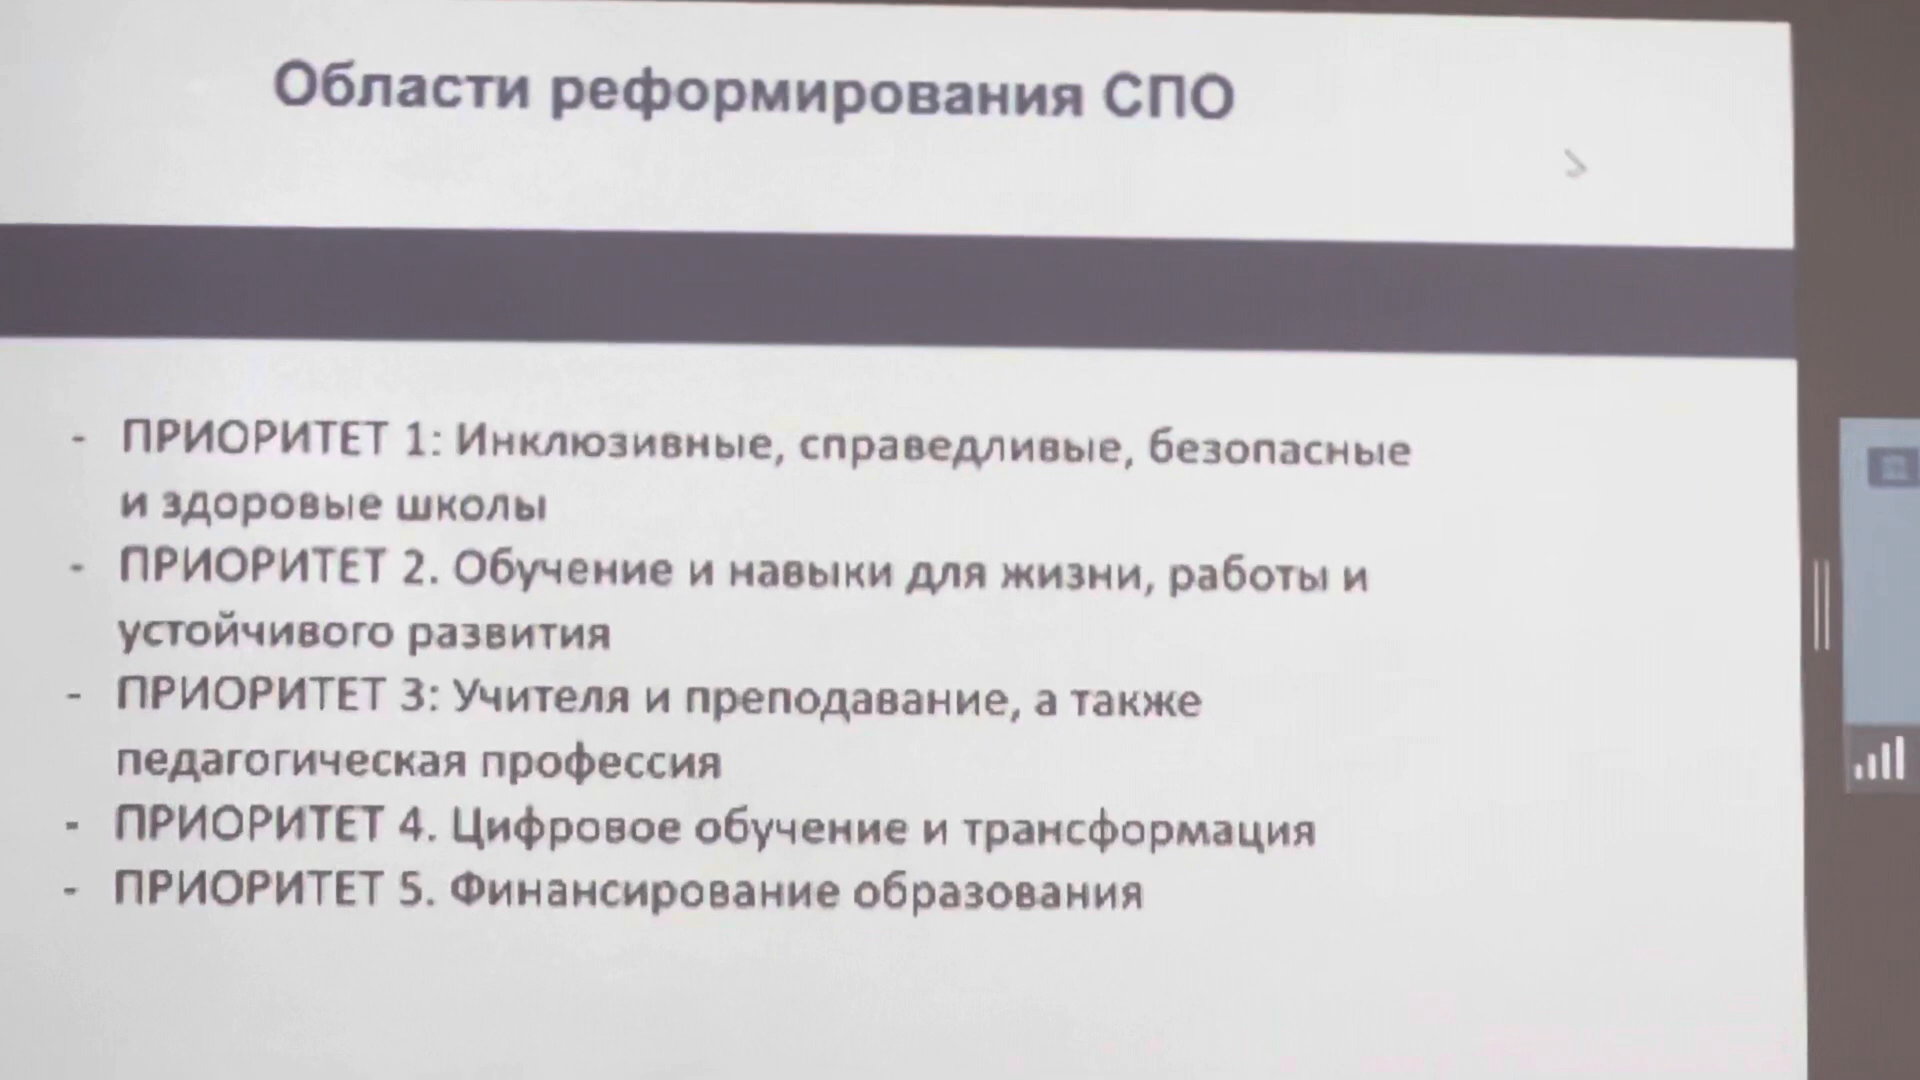 Области реформирования СПО
- ПРИОРИТЕТ 1: Инклюзивные, справедливые, безопасные
и здоровые школы
- ПРИОРИТЕТ 2. Обучение и навыки для жизни, работы и
устойчивого развития
- ПРИОРИТЕТ 3: Учителя и преподавание, а также
педагогическая профессия
- ПРИОРИТЕТ 4. Цифровое обучение и трансформация
- ПРИОРИТЕТ 5. Финансирование образования